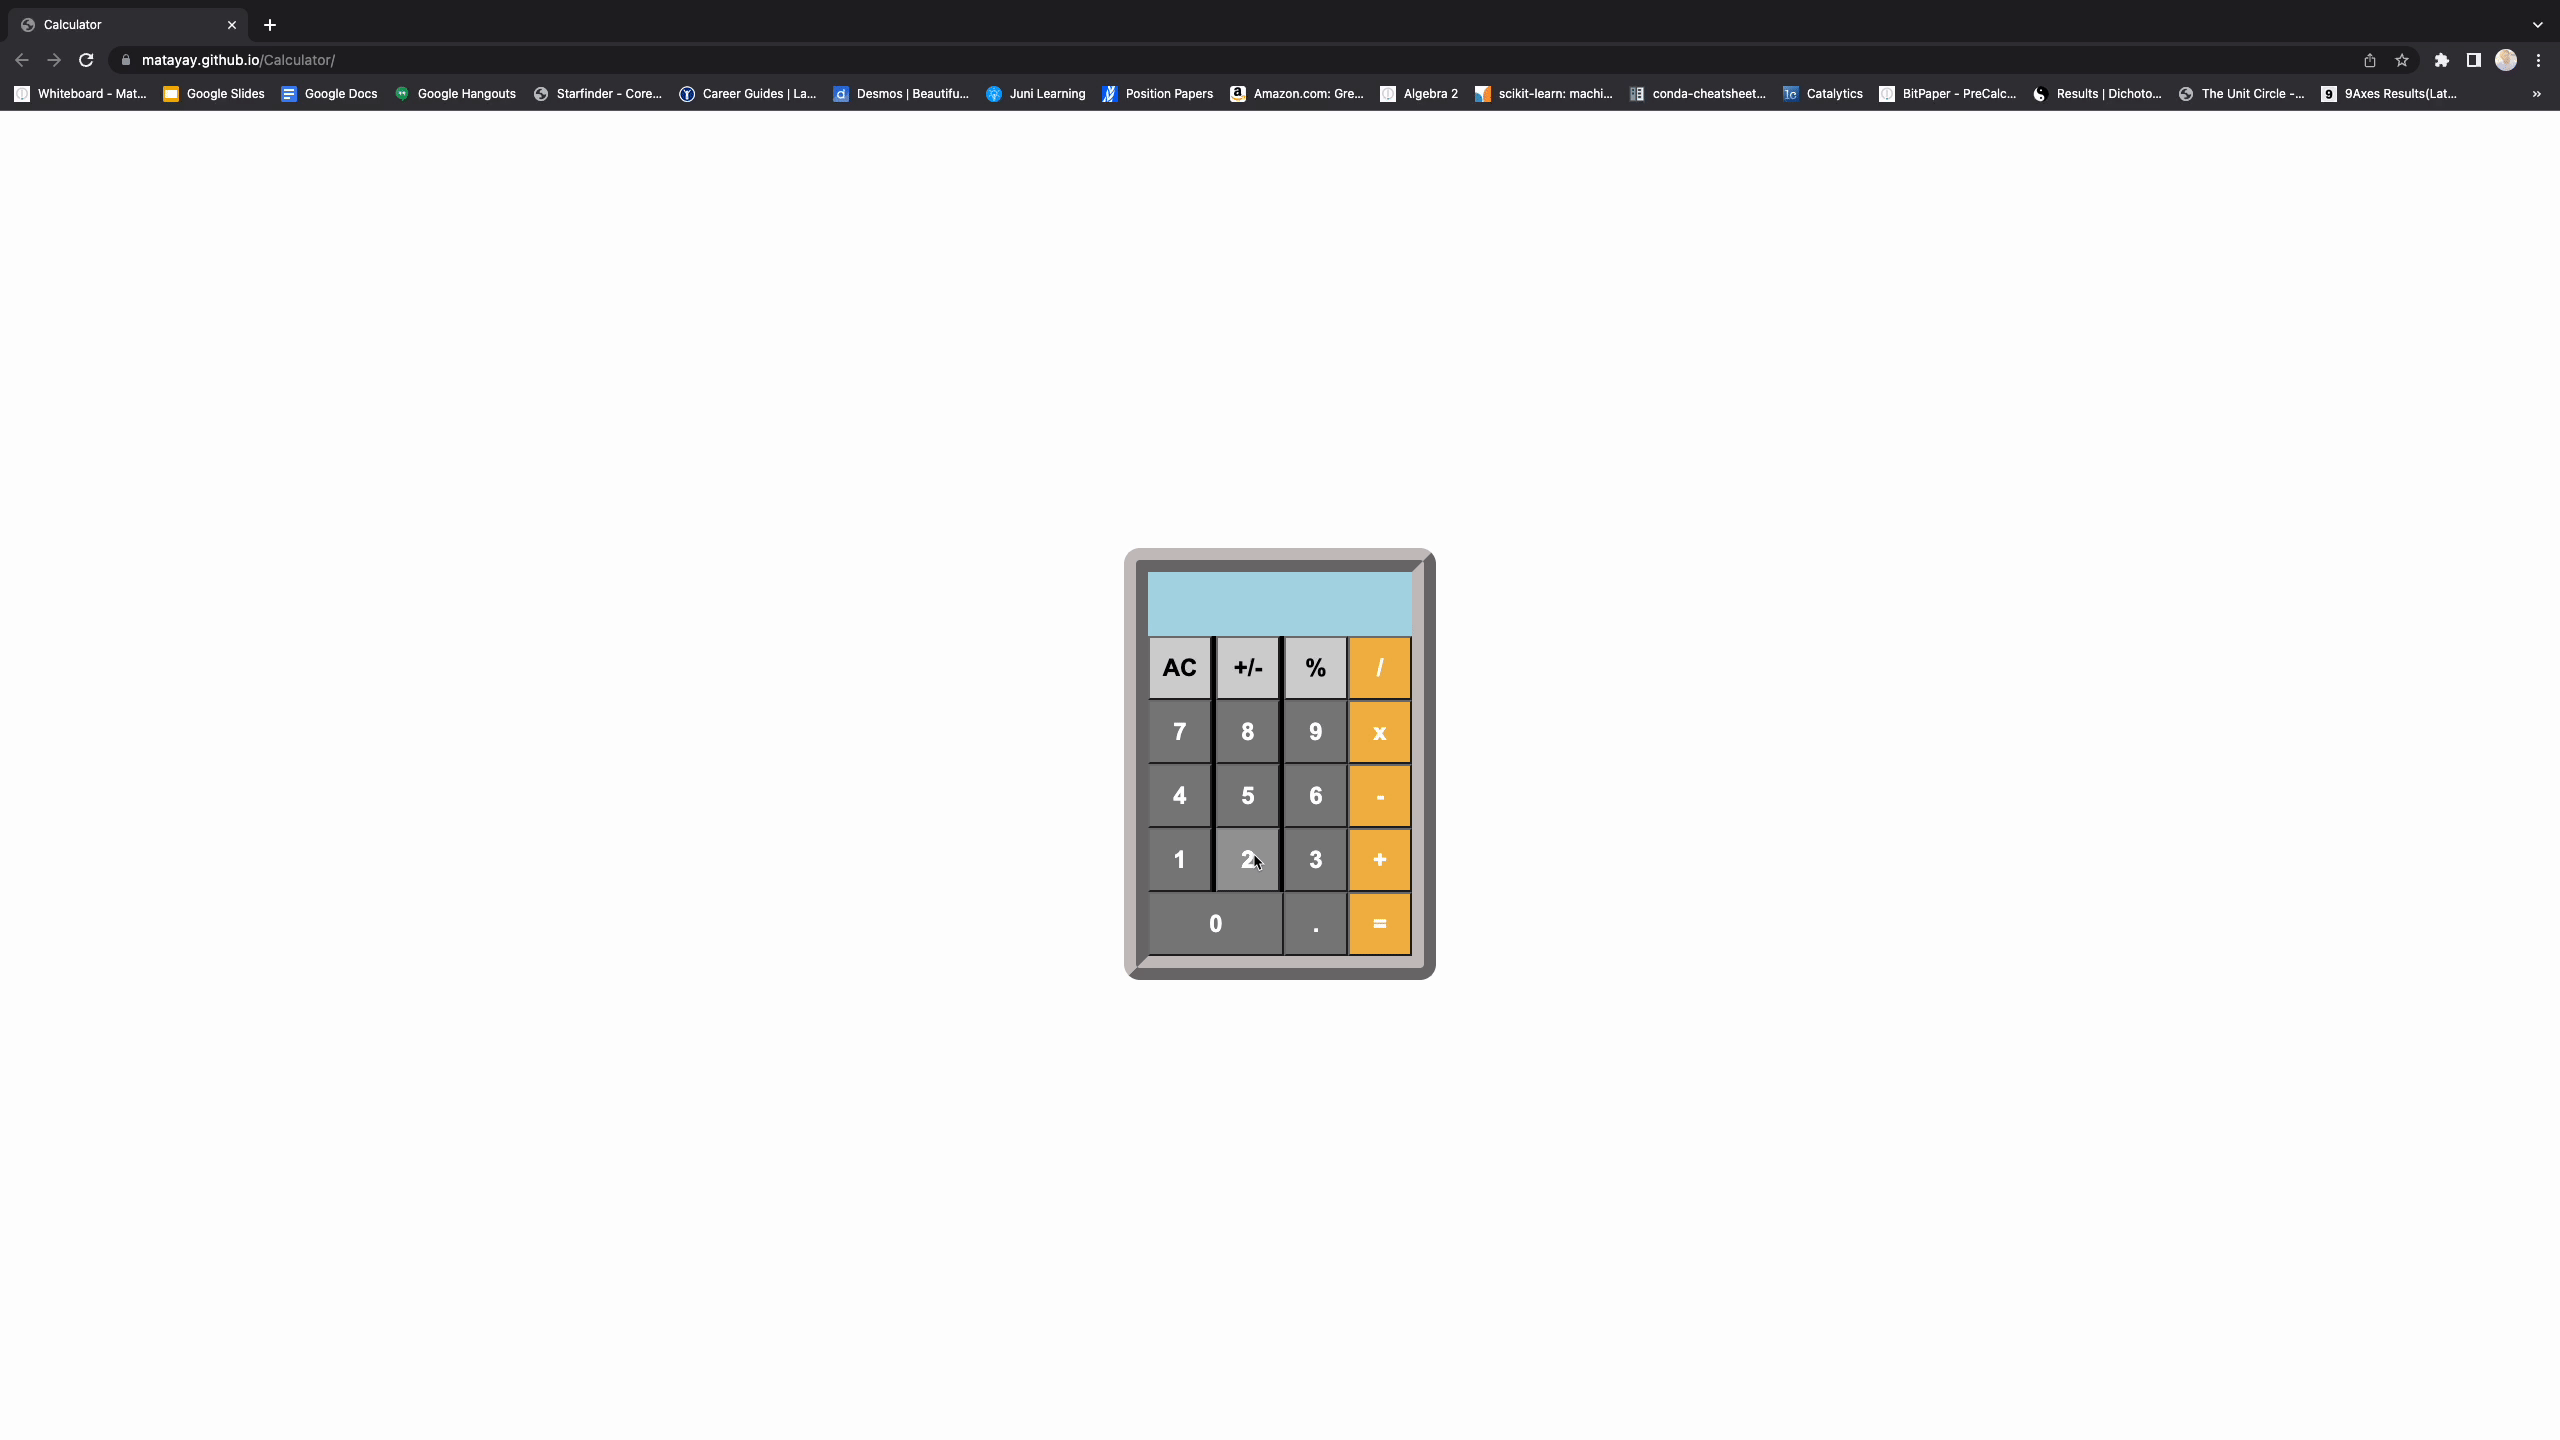 Calculator
matayay.github.io/Calculator/
Whiteboard - Mat... Google Slides Google Docs Google Hangouts Starfinder - Core... Career Guides | La... Desmos | Beautifu... Juni Learning Position Papers Amazon.com: Gre... Algebra 2 scikit-learn: machi... conda-cheatsheet... Catalytics BitPaper - PreCalc... Results | Dichoto... The Unit Circle -... 9Axes Results(Lat... »
AC +/- % /
7 8 9 x
4 5 6 -
1 2 3 +
0 . =